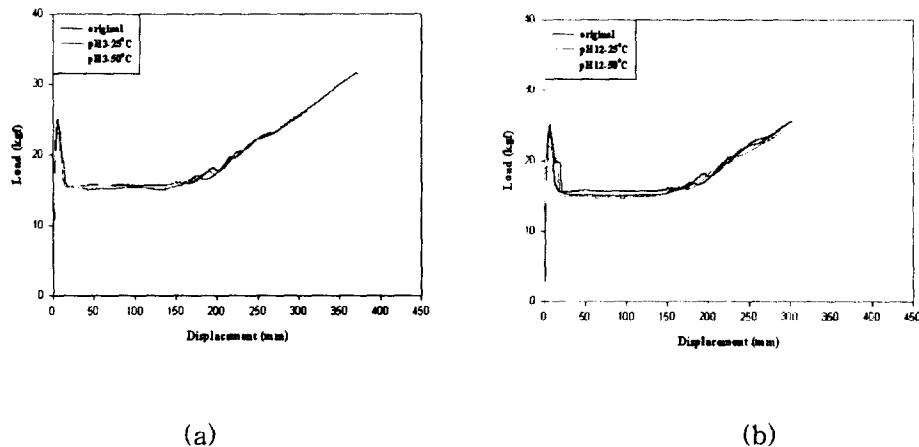 original
pH3-25°C
pH3-50°C
40
30
20
10
0
Load (kgf)
0 50 100 150 200 250 300 350 400 450
Displacement (mm)
(a)
original
pH12-25°C
pH12-50°C
40
30
20
10
0
Load (kgf)
0 50 100 150 200 250 300 350 400 450
Displacement (mm)
(b)